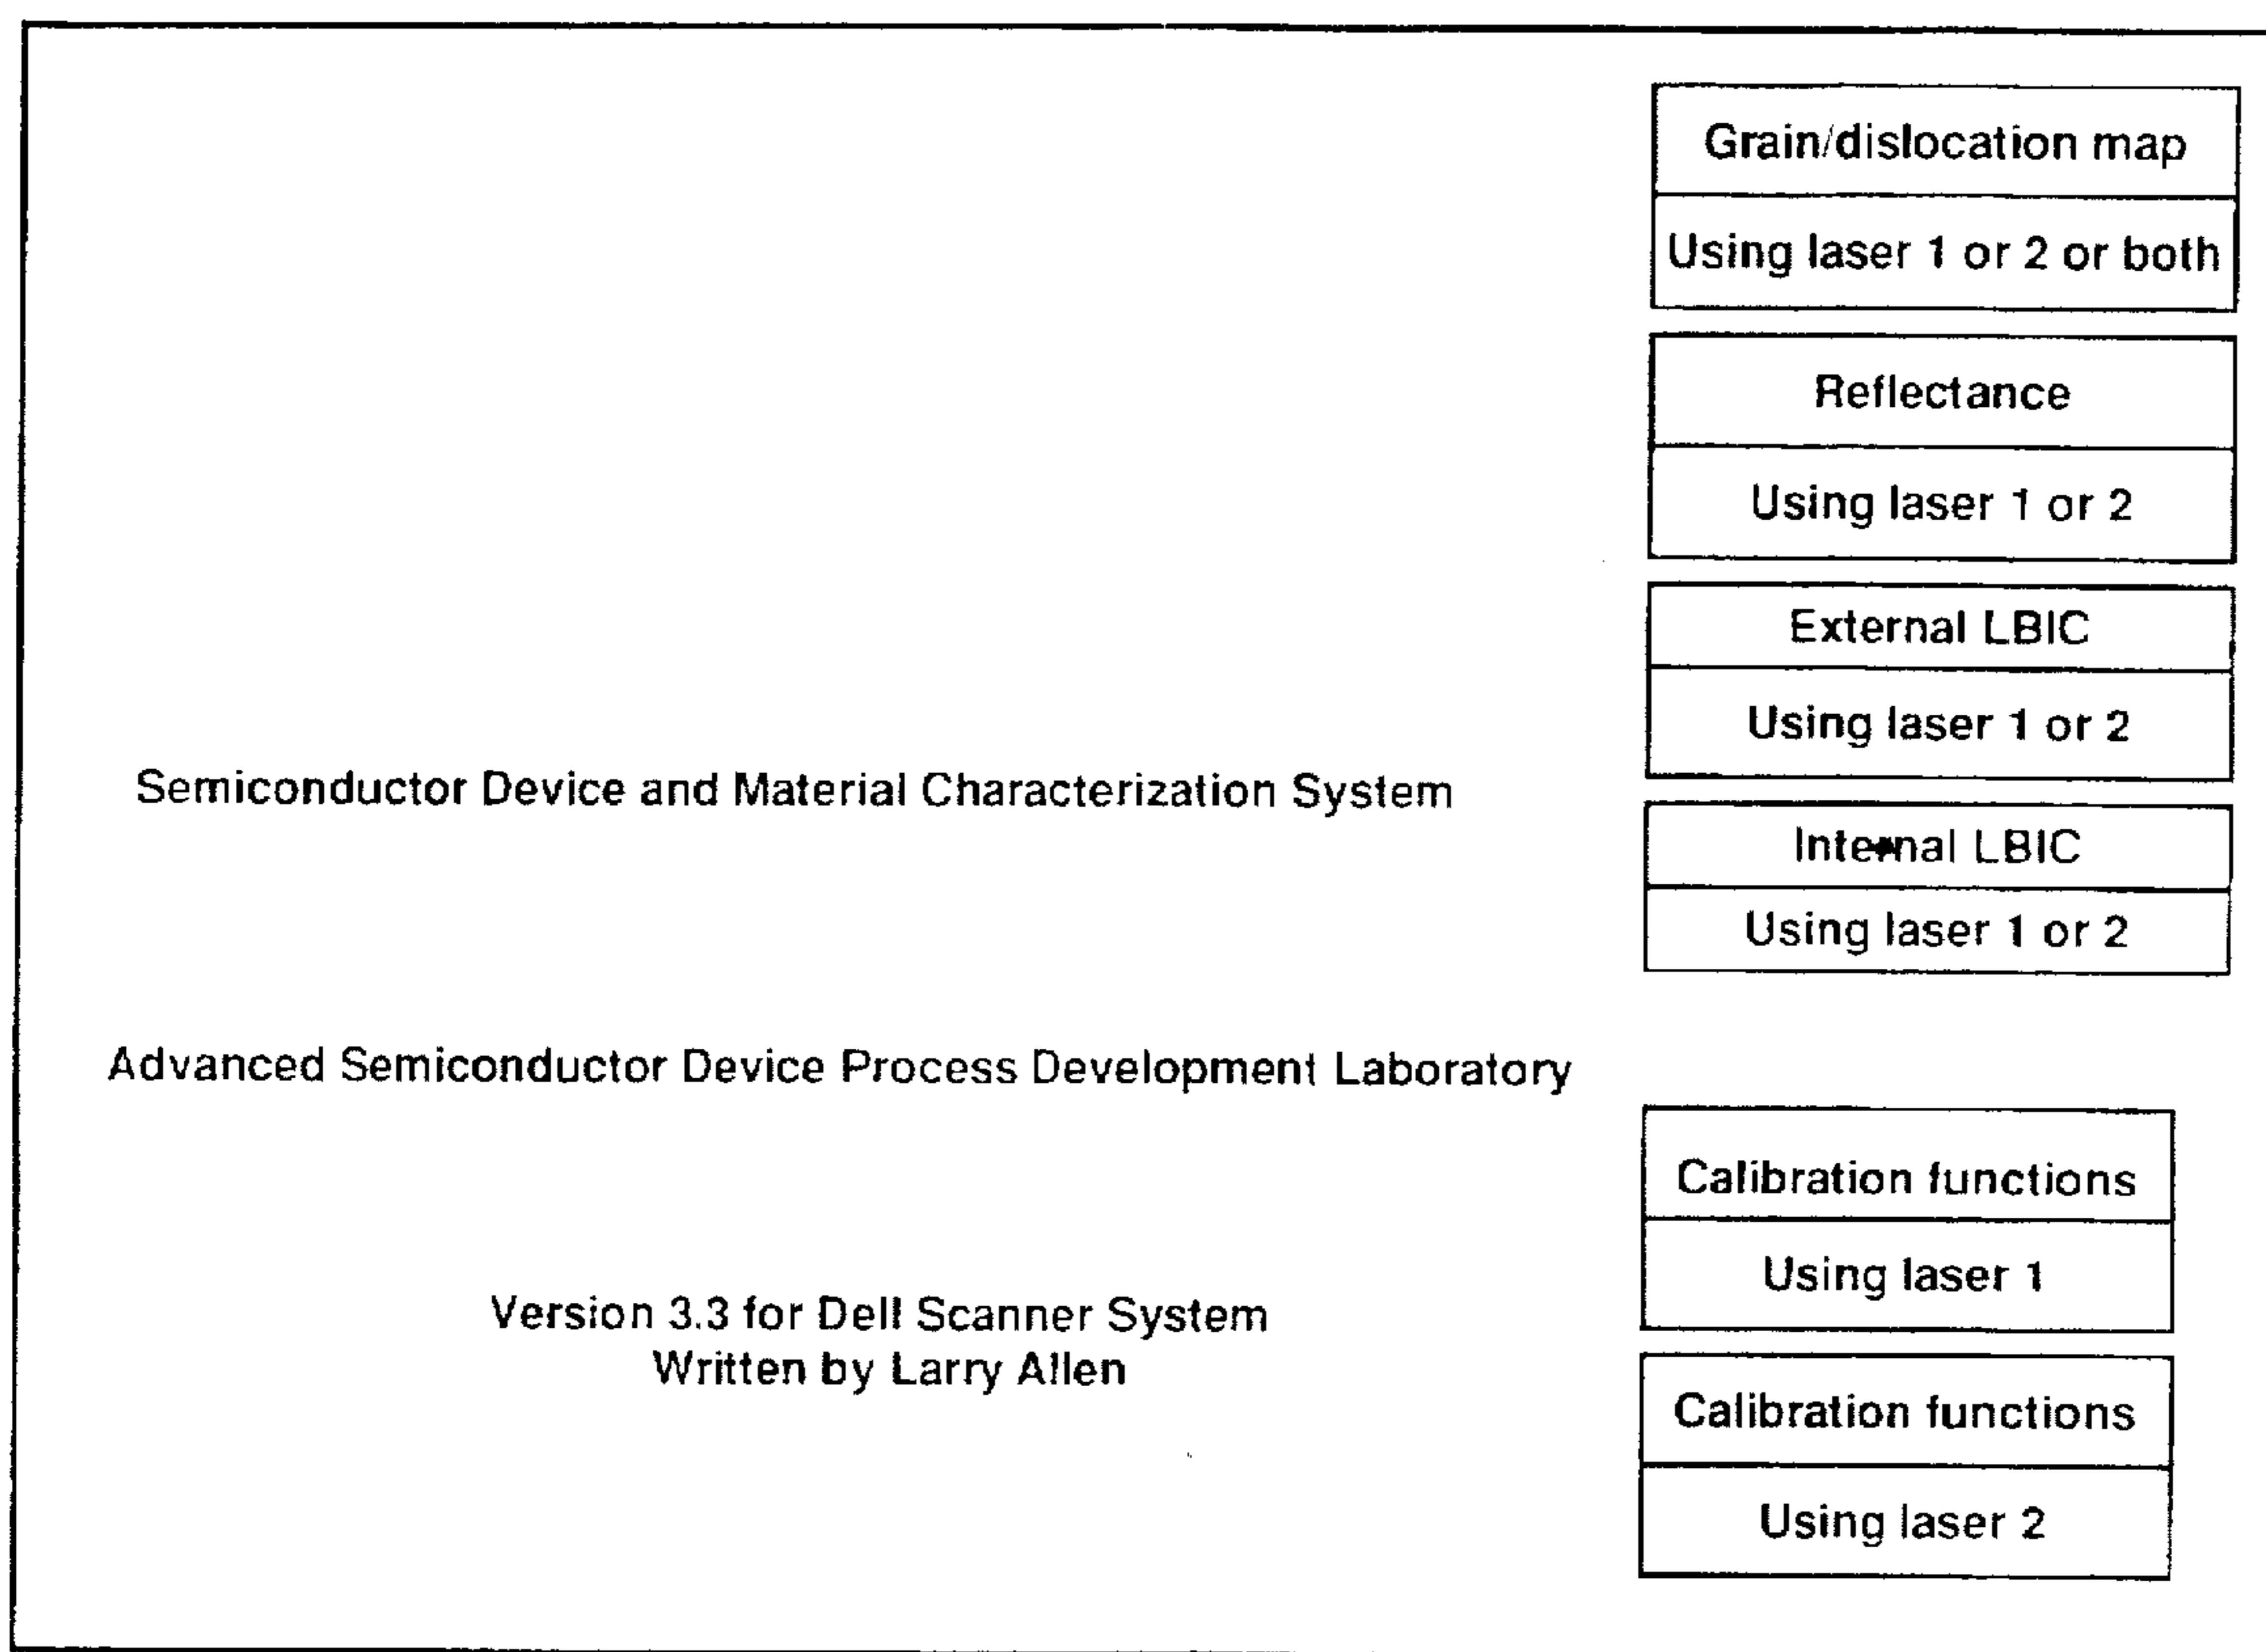 Grain/dislocation map
Using laser 1 or 2 or both
Reflectance
Using laser 1 or 2
External LBIC
Using laser 1 or 2
Semiconductor Device and Material Characterization System
Internal LBIC
Using laser 1 or 2
Advanced Semiconductor Device Process Development Laboratory
Calibration functions
Using laser 1
Version 3.3 for Dell Scanner System
Written by Larry Allen
Calibration functions
Using laser 2